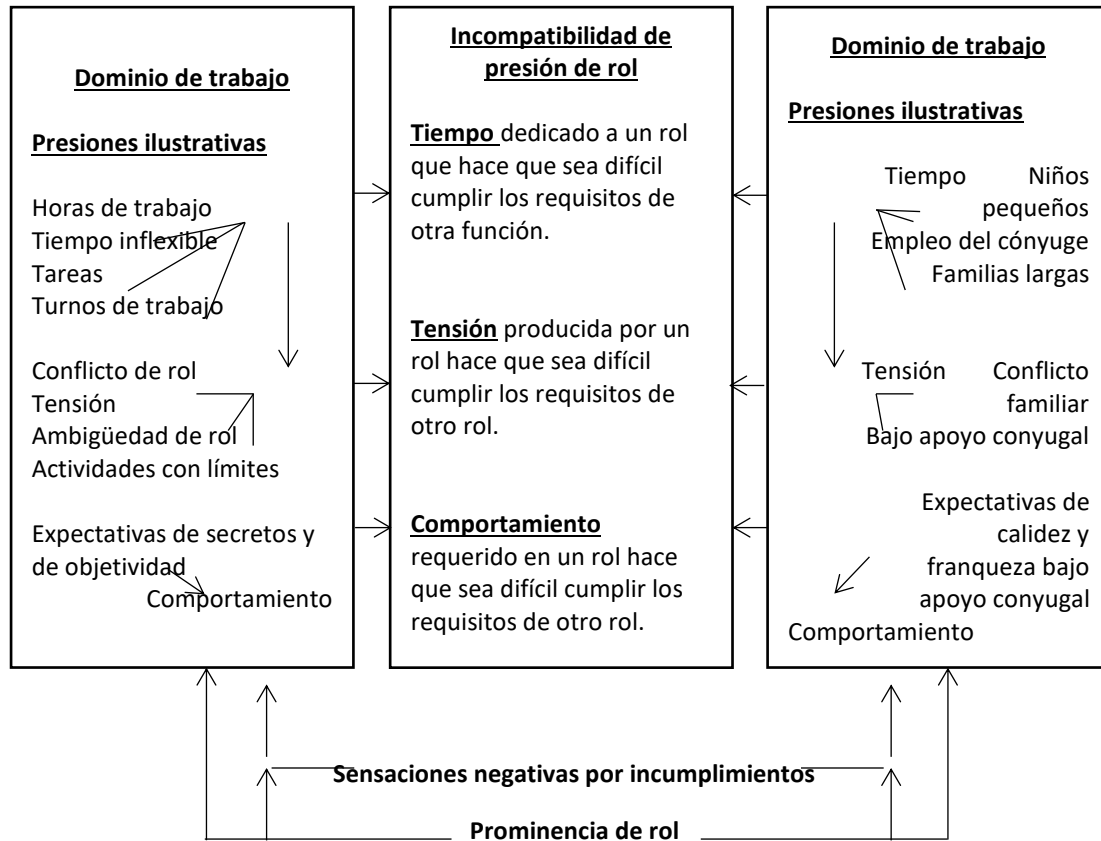 Dominio de trabajo
Presiones ilustrativas
Horas de trabajo
Tiempo inflexible
Tareas
Turnos de trabajo
Conflicto de rol
Tensión
Ambigüedad de rol
Actividades con límites
Expectativas de secretos y
de objetividad
Comportamiento
Incompatibilidad de
presión de rol
Tiempo dedicado a un rol
que hace que sea difícil
cumplir los requisitos de
otra función.
Tensión producida por un
rol hace que sea difícil
cumplir los requisitos de
otro rol.
Comportamiento
requerido en un rol hace
que sea difícil cumplir los
requisitos de otro rol.
Dominio de trabajo
Presiones ilustrativas
Tiempo Niños
pequeños
Empleo del cónyuge
Familias largas
Tensión Conflicto
familiar
Bajo apoyo conyugal
Expectativas de
calidez y
franqueza bajo
apoyo conyugal
Comportamiento
Sensaciones negativas por incumplimientos
Prominencia de rol